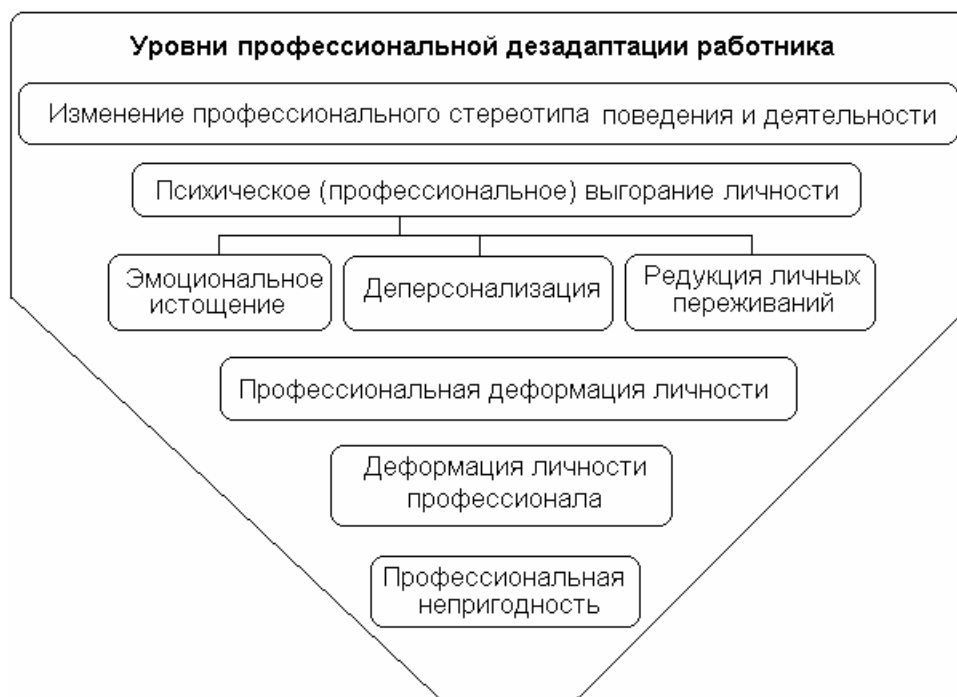 Уровни профессиональной дезадаптации работника
Изменение профессионального стереотипа поведения и деятельности
Психическое (профессиональное) выгорание личности
Эмоциональное
истощение
Деперсонализация
Редукция личных
переживаний
Профессиональная деформация личности
Деформация личности
профессионала
Профессиональная
непригодность